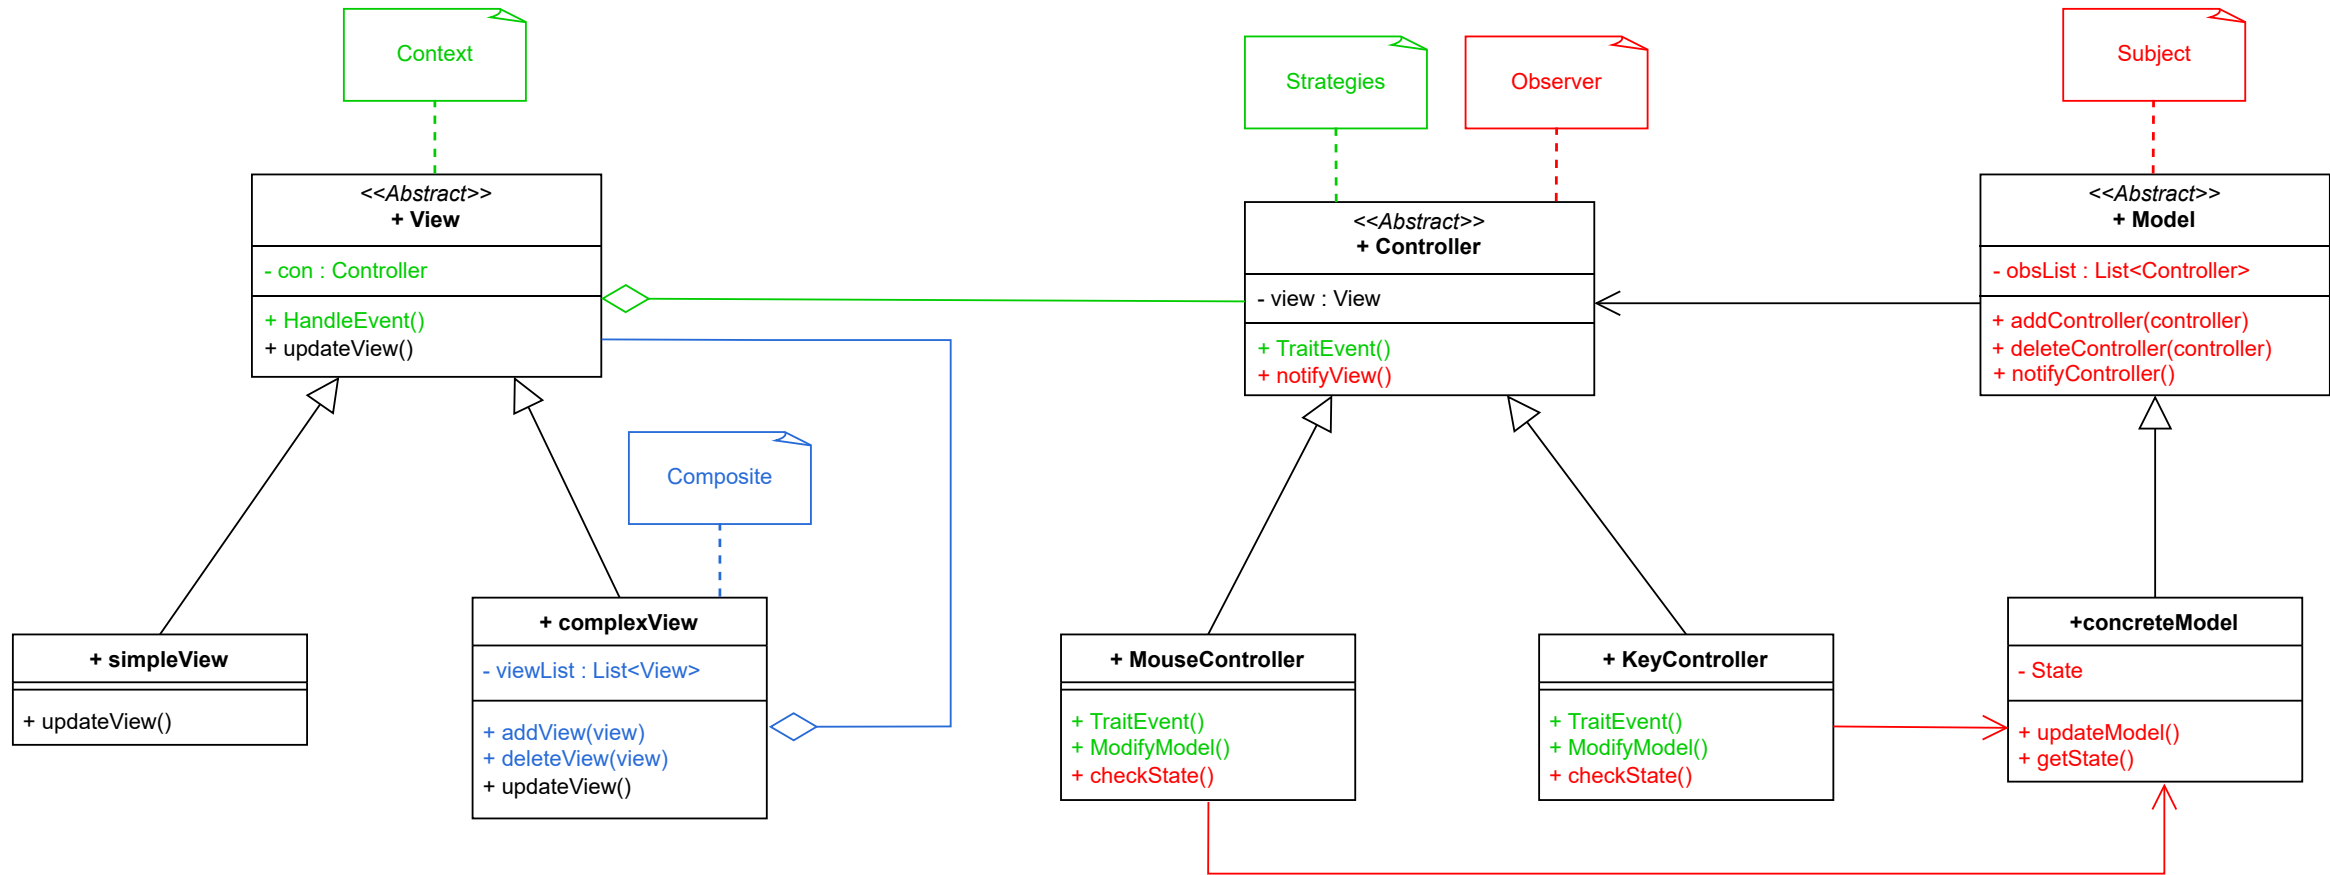 Context
Strategies
Observer
Subject
<<Abstract>>
+ View
- con : Controller
+ HandleEvent()
+ updateView()
<<Abstract>>
+ Controller
- view : View
+ TraitEvent()
+ notifyView()
<<Abstract>>
+ Model
- obsList : List<Controller>
+ addController(controller)
+ deleteController(controller)
+ notifyController()
Composite
+ simpleView
+ updateView()
+ complexView
- viewList : List<View>
+ addView(view)
+ deleteView(view)
+ updateView()
+ MouseController
+ TraitEvent()
+ ModifyModel()
+ checkState()
+ KeyController
+ TraitEvent()
+ ModifyModel()
+ checkState()
+concreteModel
- State
+ updateModel()
+ getState()